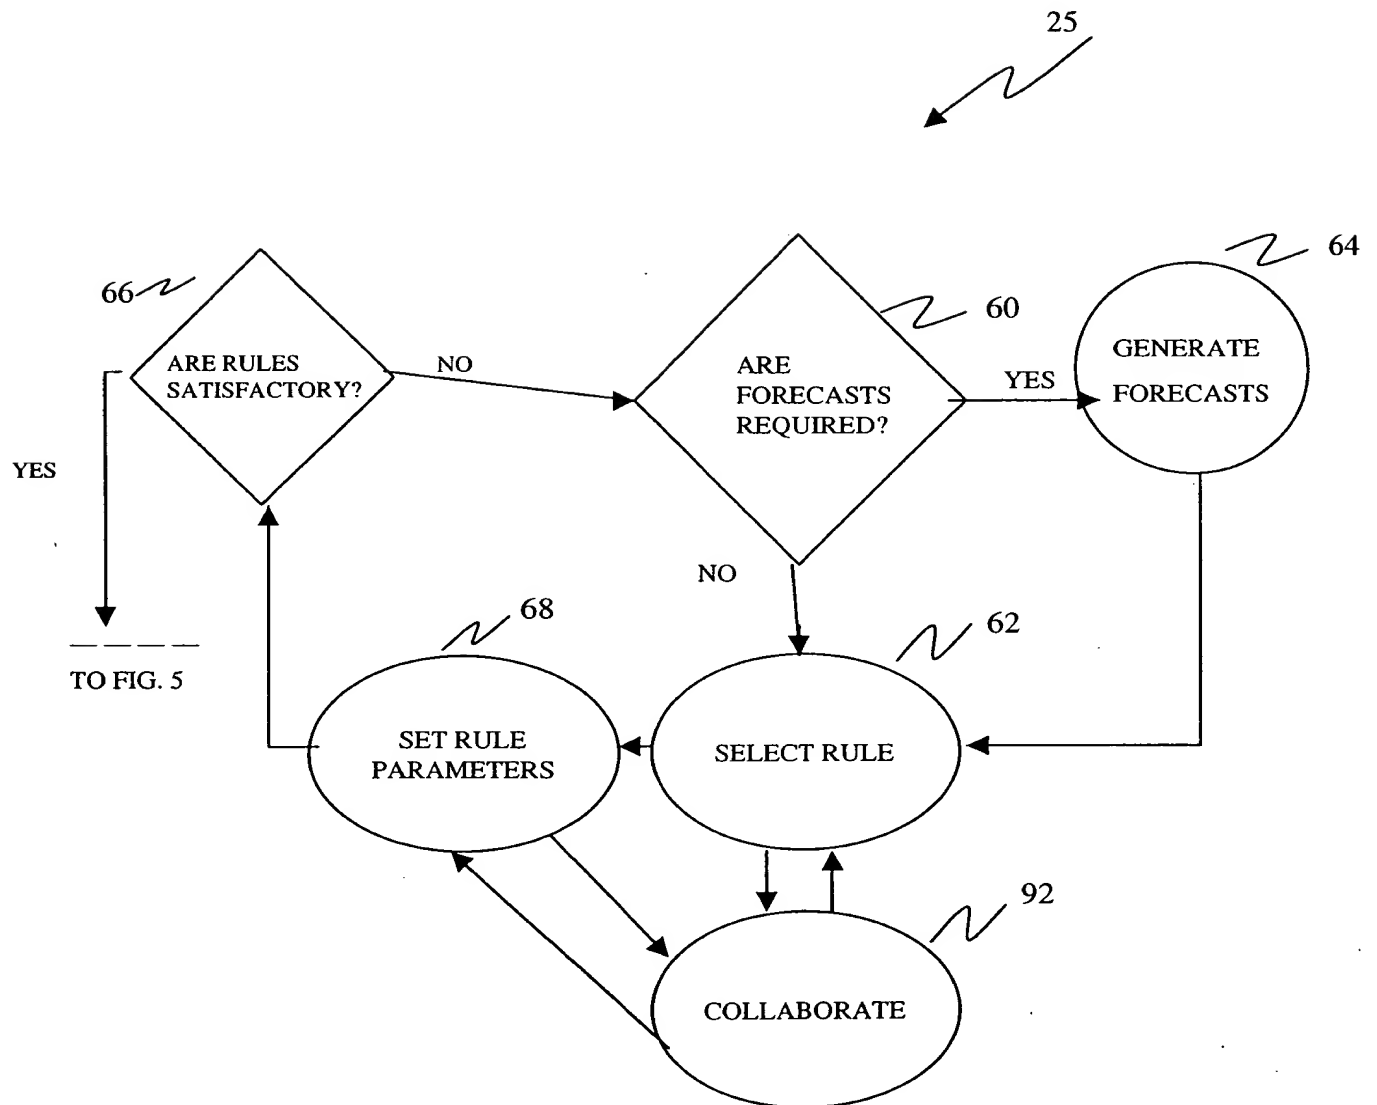 25
64
66
60
GENERATE
FORECASTS
ARE RULES
SATISFACTORY?
NO
ARE
FORECASTS
REQUIRED?
YES
YES
NO
68
62
TO FIG. 5
SET RULE
PARAMETERS
SELECT RULE
92
COLLABORATE